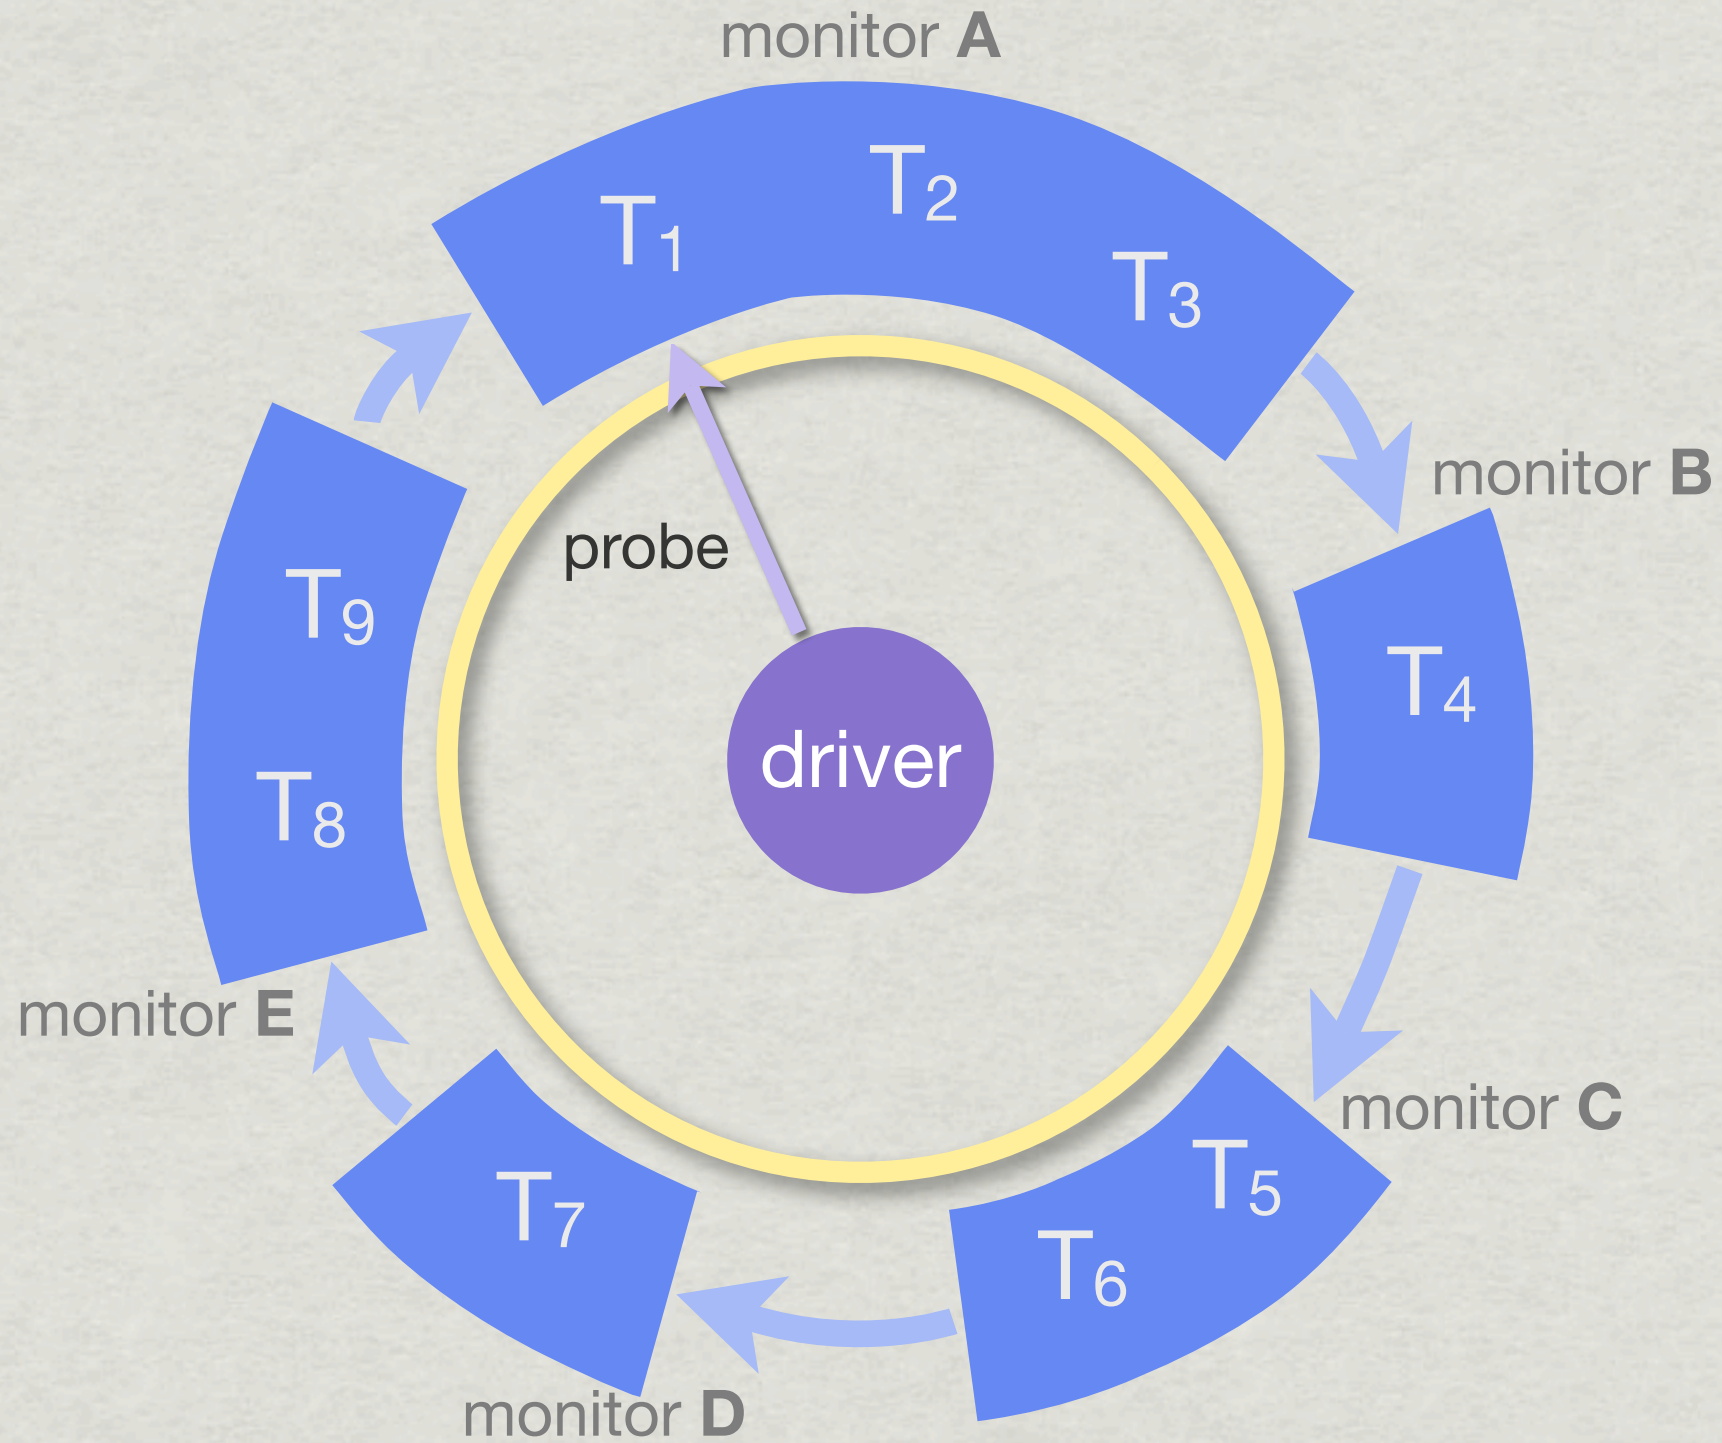 monitor A
T1
T2
T3
monitor B
probe
T4
T9
driver
T8
monitor E
monitor C
T5
T6
T7
monitor D